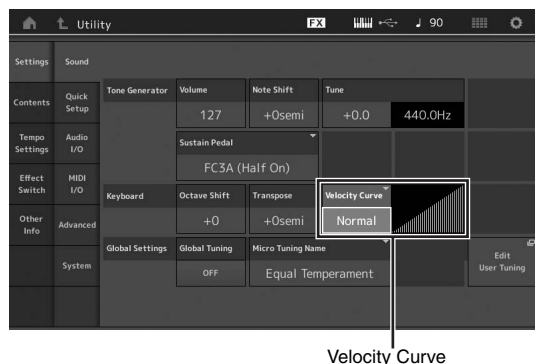 Utility
FX
90
Settings
Sound
Tone Generator
Volume
Note Shift
Tune
127
+0semi
+0.0
440.0Hz
Contents
Quick
Setup
Tempo
Settings
Audio
I/O
Sustain Pedal
FC3A (Half On)
Effect
Switch
MIDI
I/O
Keyboard
Octave Shift
Transpose
Velocity Curve
+0
+0semi
Normal
Other
Info
Advanced
Global Settings
Global Tuning
Micro Tuning Name
OFF
Equal Temperament
Edit
User Tuning
System
Velocity Curve